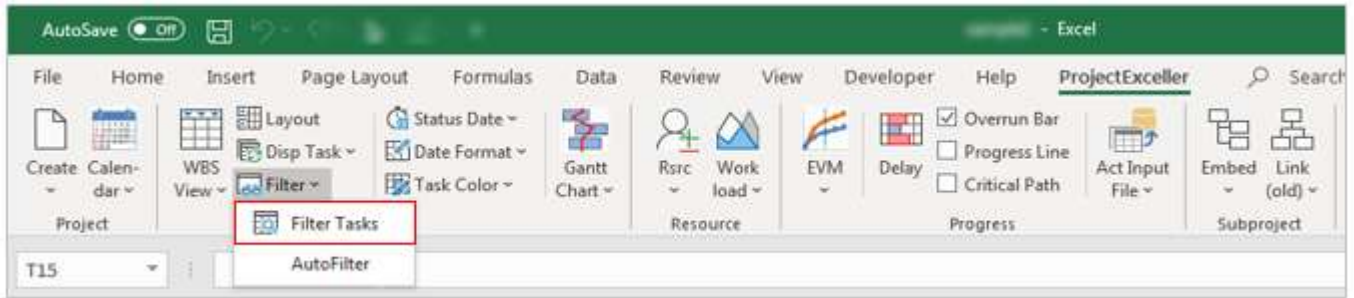 AutoSave Off - Excel
File Home Insert Page Layout Formulas Data Review View Developer Help ProjectExceller Search
Layout Status Date Overrun Bar
Disp Task Date Format Progress Line
Create Calen- WBS Gantt Rsrc Work EVM Delay Act Input Embed Link
dar View Filter Task Color Chart load Critical Path File (old)
Project Filter Tasks Resource Progress Subproject
AutoFilter
T15